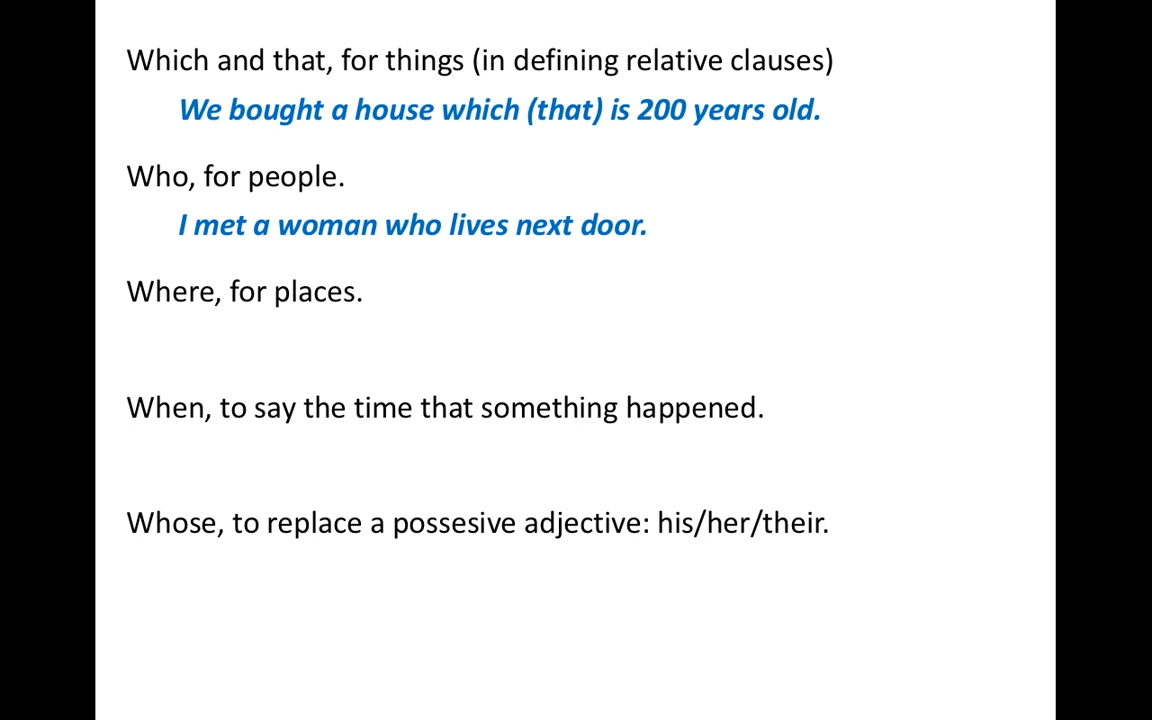 Which and that, for things (in defining relative clauses)
We bought a house which (that) is 200 years old.
Who, for people.
I met a woman who lives next door.
Where, for places.
When, to say the time that something happened.
Whose, to replace a possesive adjective: his/her/their.